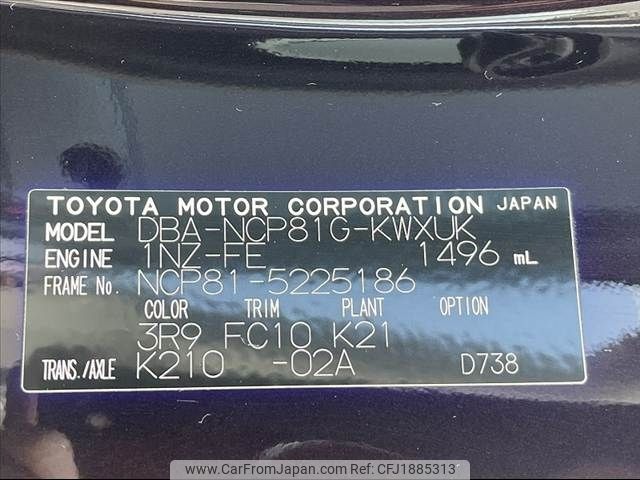 TOYOTA MOTOR CORPORATION JAPAN
MODEL DBA-NCP81G-KWXUK
ENGINE 1NZ-FE 1496 mL
FRAME No. NCP81-5225186
COLOR TRIM PLANT OPTION
3R9 FC10 K21
TRANS./AXLE K210 -02A D738
www.CarFromJapan.com Ref No: CFJ1885313